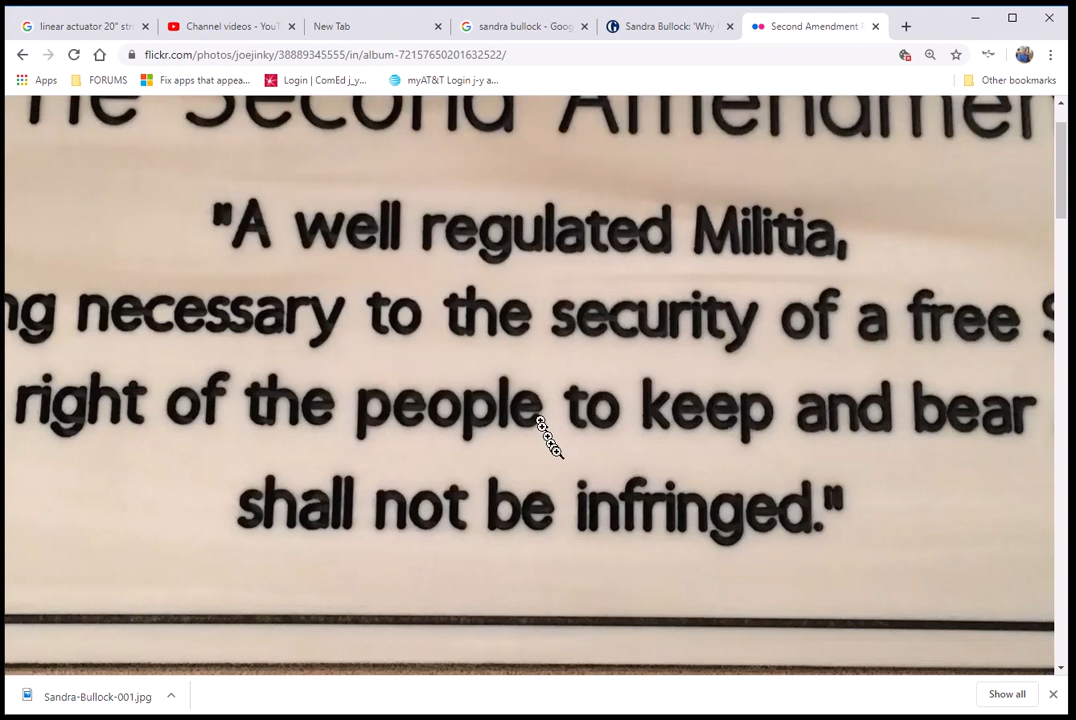 linear actuator 20" str
Channel videos - YouT
New Tab
sandra bullock - Goog
Sandra Bullock: 'Why
Second Amendment
flickr.com/photos/joejinky/38889345555/in/album-72157650201632522/
Apps
FORUMS
Fix apps that appea...
Login | ComEd j_y...
myAT&T Login j-y a...
Other bookmarks
The Second Amendmen
"A well regulated Militia,
ng necessary to the security of a free S
right of the people to keep and bear
shall not be infringed."
Sandra-Bullock-001.jpg
Show all